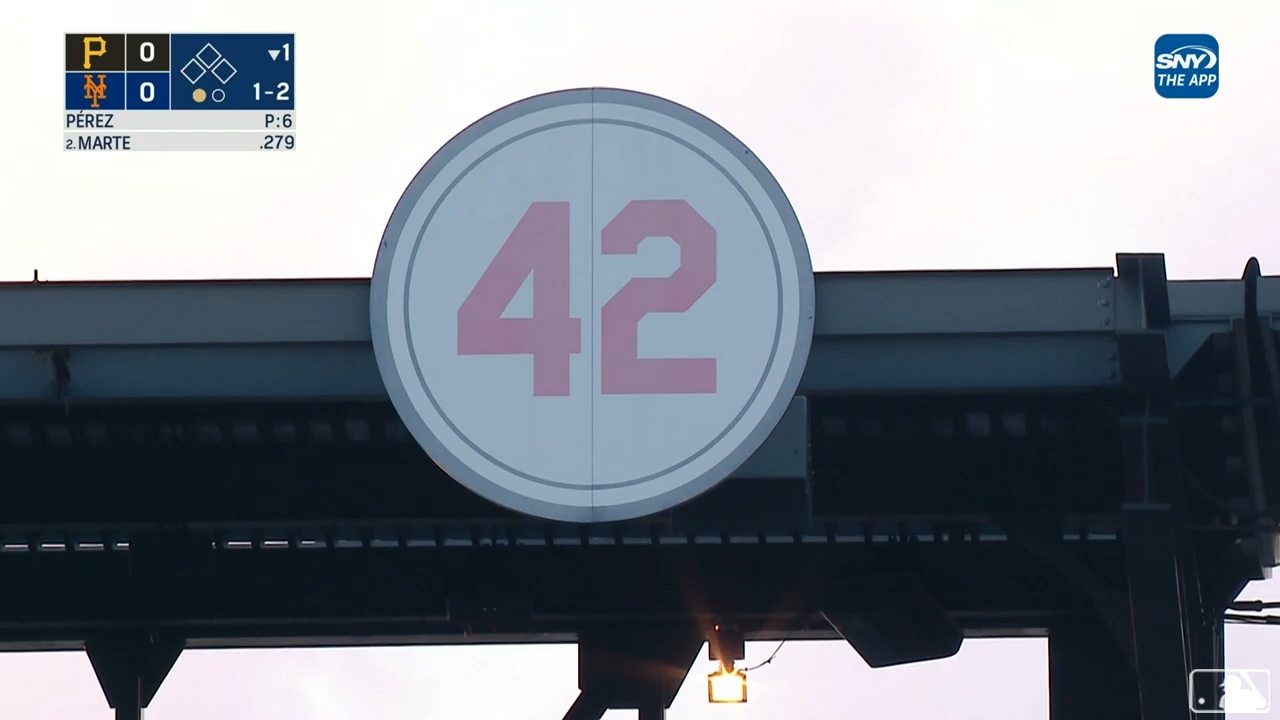 P 0 ▼1
NY 0 1-2
PÉREZ P:6
2. MARTE .279
SNY
THE APP
42